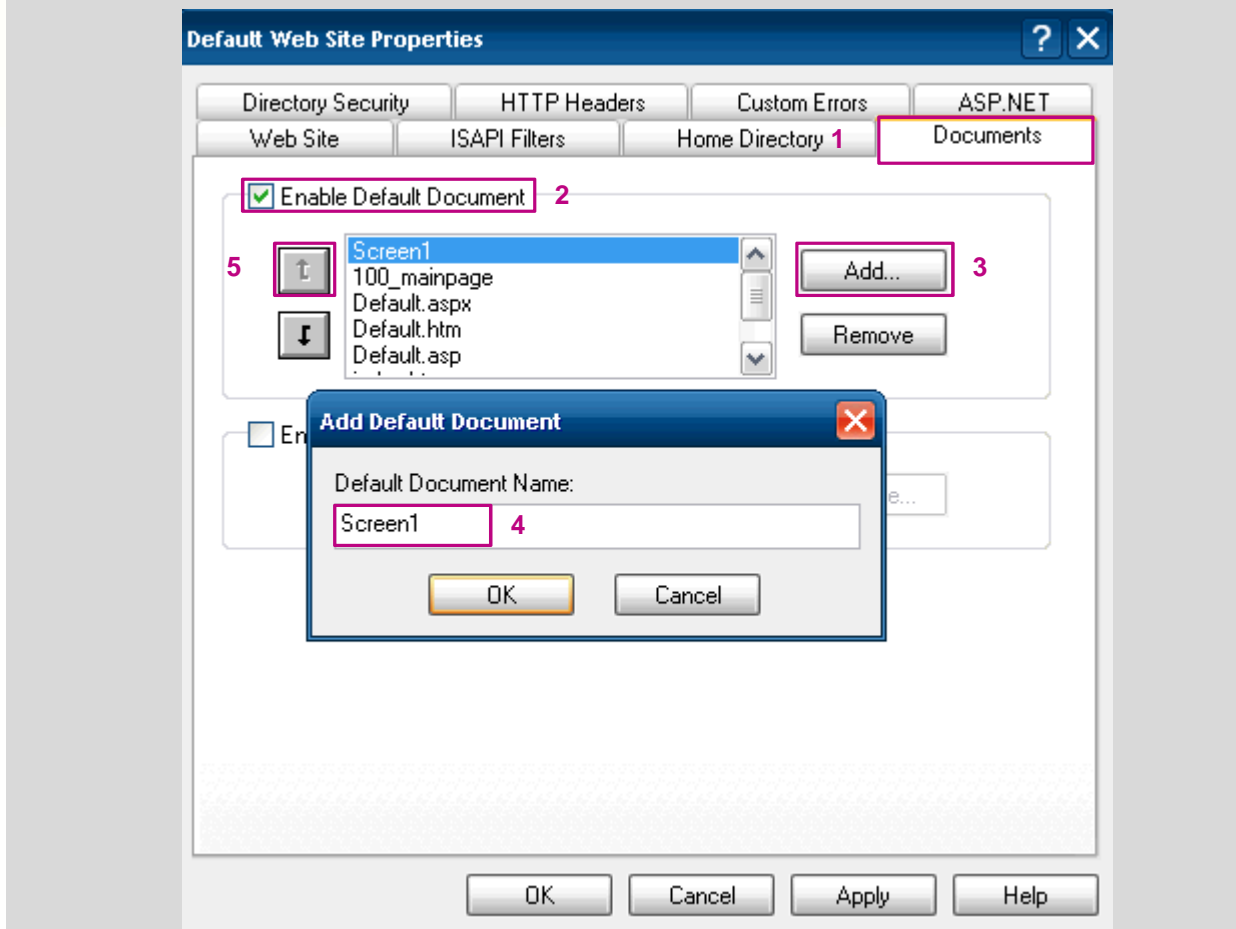 Default Web Site Properties
Directory Security HTTP Headers Custom Errors ASP.NET
Web Site ISAPI Filters Home Directory 1 Documents
Enable Default Document 2
5 Screen1 Add... 3
100_mainpage
Default.aspx
Default.htm Remove
Default.asp
Add Default Document
En
Default Document Name:
e...
Screen1 4
OK Cancel
OK Cancel Apply Help